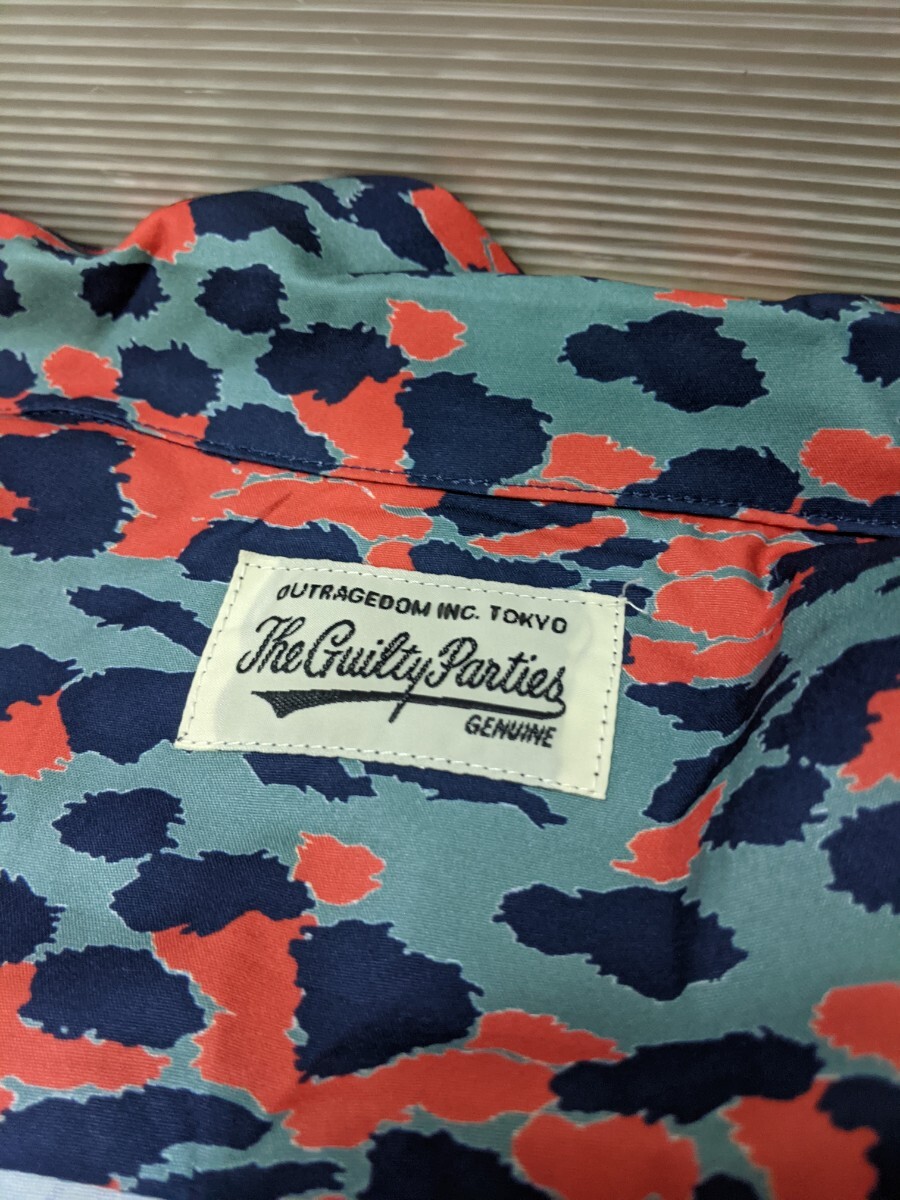 OUTRAGEDOM INC. TOKYO
The Guilty Parties
GENUINE